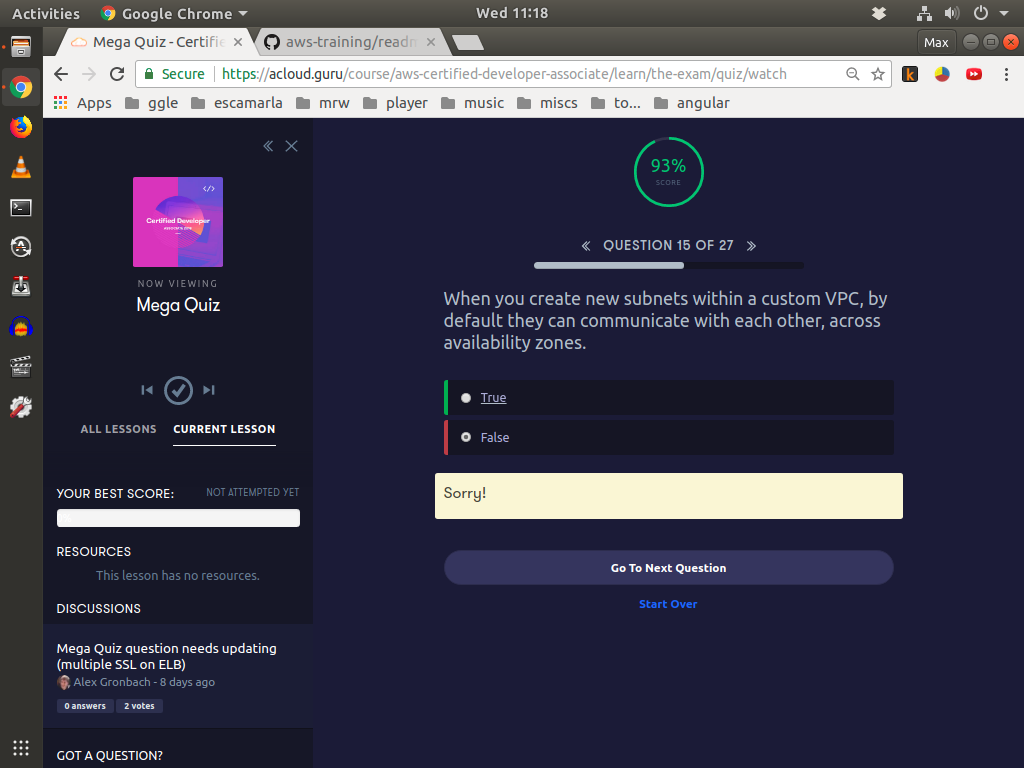 Activities Google Chrome Wed 11:18
Mega Quiz - Certifie aws-training/readn Max
Secure https://acloud.guru/course/aws-certified-developer-associate/learn/the-exam/quiz/watch
Apps ggle escamarla mrw player music miscs to... angular
</>
Certified Developer
NOW VIEWING
Mega Quiz
ALL LESSONS CURRENT LESSON
YOUR BEST SCORE: NOT ATTEMPTED YET
RESOURCES
This lesson has no resources.
DISCUSSIONS
Mega Quiz question needs updating
(multiple SSL on ELB)
Alex Gronbach - 8 days ago
0 answers 2 votes
GOT A QUESTION?
93%
SCORE
« QUESTION 15 OF 27 »
When you create new subnets within a custom VPC, by
default they can communicate with each other, across
availability zones.
True
False
Sorry!
Go To Next Question
Start Over